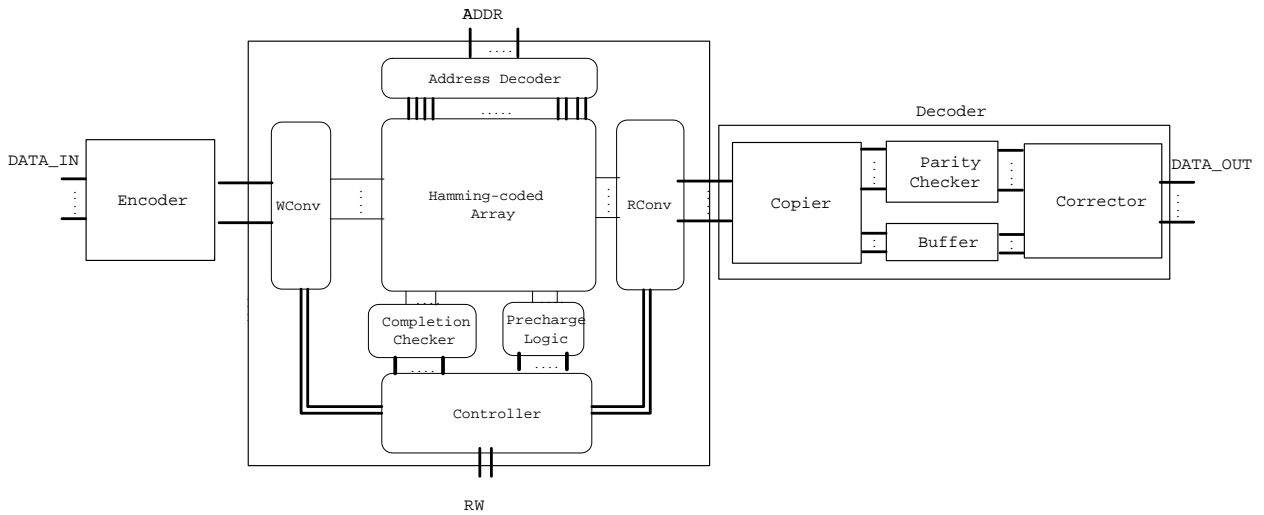 ADDR
Address Decoder
Decoder
DATA_IN
Encoder
WConv
Hamming-coded
Array
RConv
Copier
Parity
Checker
Buffer
Corrector
DATA_OUT
Completion
Checker
Precharge
Logic
Controller
RW